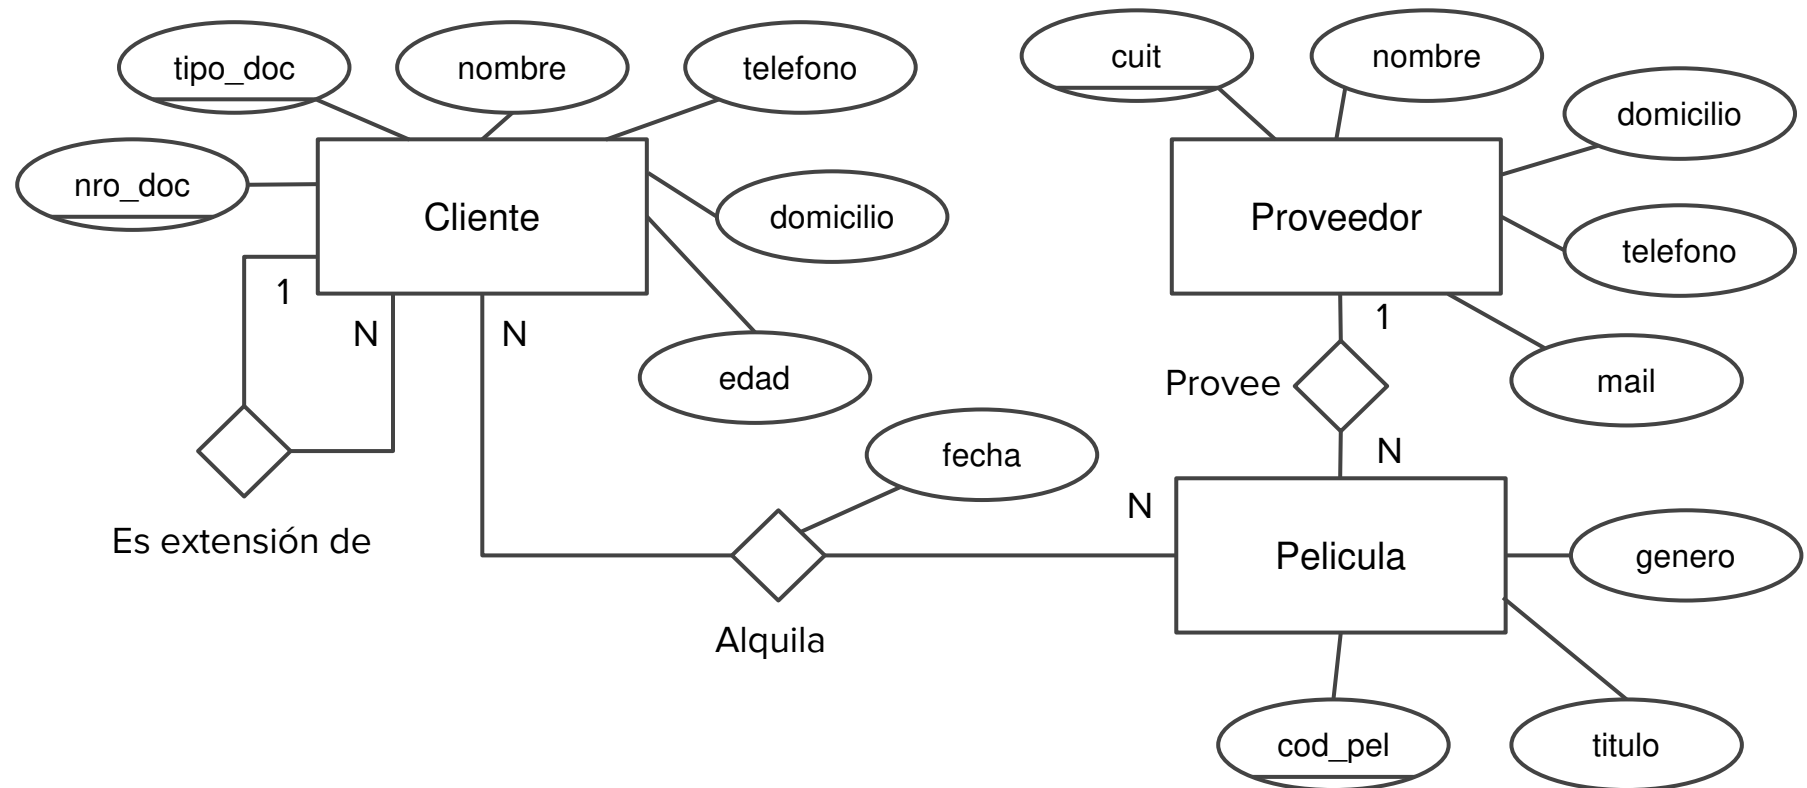 tipo_doc
nombre
telefono
nro_doc
Cliente
domicilio
edad
1
N
N
Es extensión de
cuit
nombre
domicilio
Proveedor
telefono
mail
1
Provee
N
fecha
N
Alquila
Pelicula
genero
cod_pel
titulo